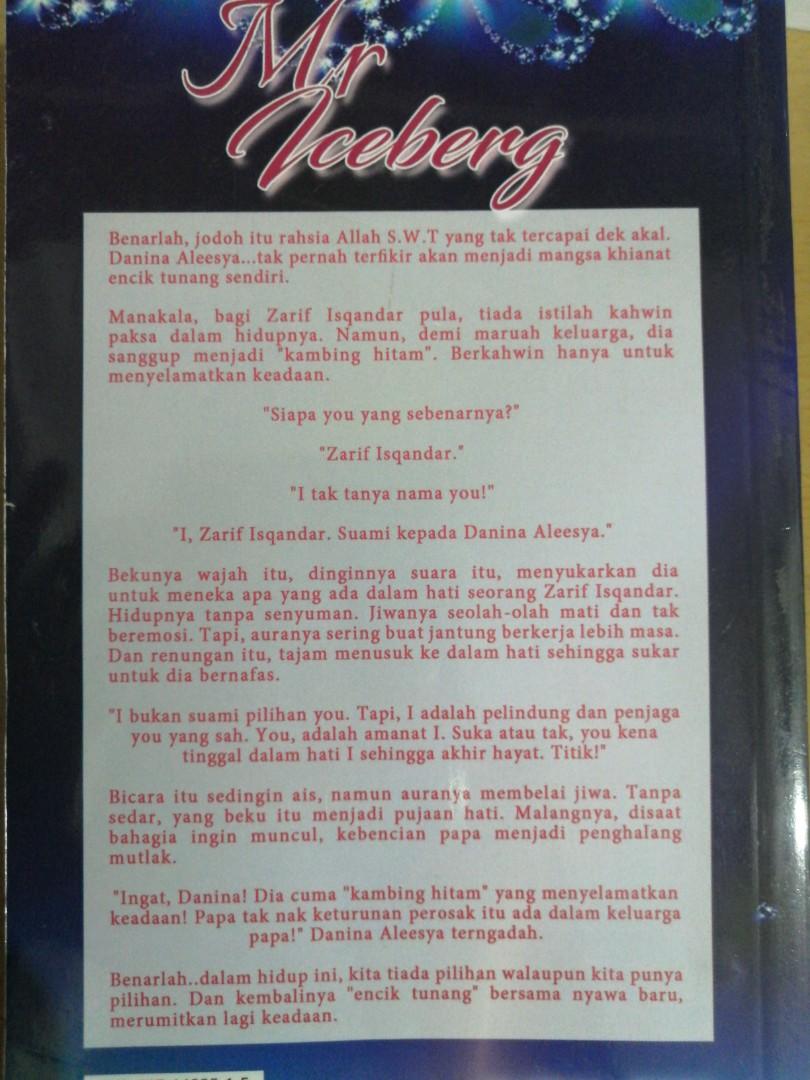 Mr
Iceberg
Benarlah, jodoh itu rahsia Allah S.W.T yang tak tercapai dek akal.
Danina Aleesya...tak pernah terfikir akan menjadi mangsa khianat
encik tunang sendiri.
Manakala, bagi Zarif Isqandar pula, tiada istilah kahwin
paksa dalam hidupnya. Namun, demi maruah keluarga, dia
sanggup menjadi "kambing hitam". Berkahwin hanya untuk
menyelamatkan keadaan.
"Siapa you yang sebenarnya?"
"Zarif Isqandar."
"I tak tanya nama you!"
"I, Zarif Isqandar. Suami kepada Danina Aleesya."
Bekunya wajah itu, dinginnya suara itu, menyukarkan dia
untuk meneka apa yang ada dalam hati seorang Zarif Isqandar.
Hidupnya tanpa senyuman. Jiwanya seolah-olah mati dan tak
beremosi. Tapi, auranya sering buat jantung berkerja lebih masa.
Dan renungan itu, tajam menusuk ke dalam hati sehingga sukar
untuk dia bernafas.
"I bukan suami pilihan you. Tapi, I adalah pelindung dan penjaga
you yang sah. You, adalah amanat I. Suka atau tak, you kena
tinggal dalam hati I sehingga akhir hayat. Titik!"
Bicara itu sedingin ais, namun auranya membelai jiwa. Tanpa
sedar, yang beku itu menjadi pujaan hati. Malangnya, disaat
bahagia ingin muncul, kebencian papa menjadi penghalang
mutlak.
"Ingat, Danina! Dia cuma "kambing hitam" yang menyelamatkan
keadaan! Papa tak nak keturunan perosak itu ada dalam keluarga
papa!" Danina Aleesya terngadah.
Benarlah..dalam hidup ini, kita tiada pilihan walaupun kita punya
pilihan. Dan kembalinya "encik tunang" bersama nyawa baru,
merumitkan lagi keadaan.